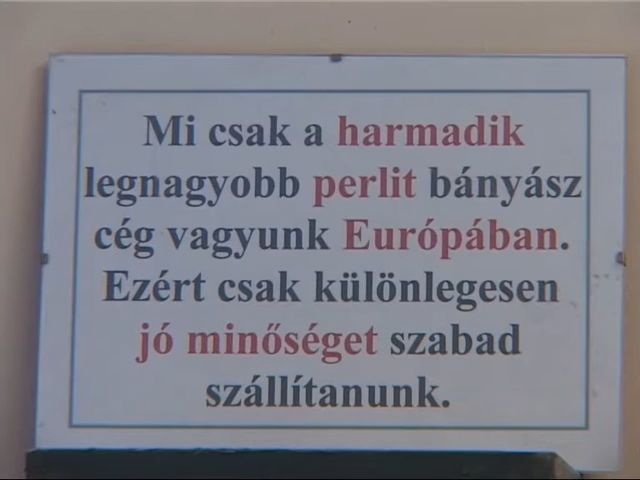 Mi csak a harmadik
legnagyobb perlit bányász
cég vagyunk Európában.
Ezért csak különlegesen
jó minőséget szabad
szállítanunk.